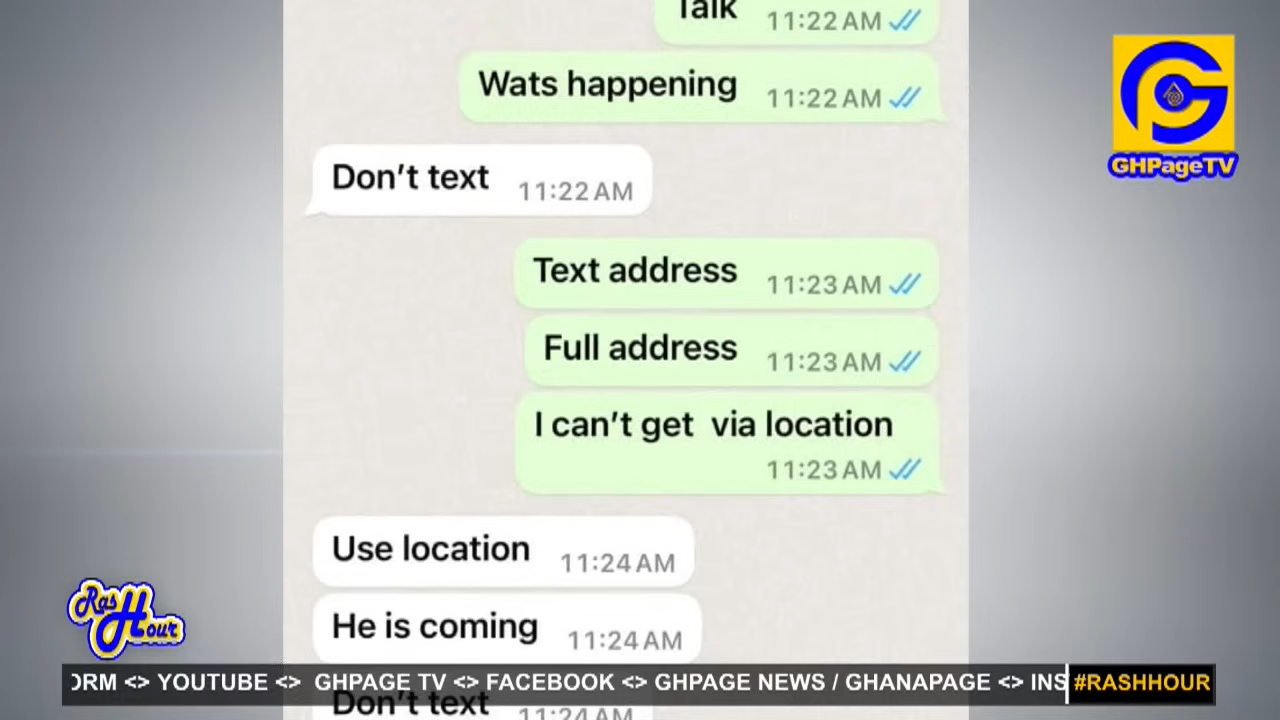 Talk
11:22 AM
Wats happening
11:22 AM
Don't text
11:22 AM
Text address
11:23 AM
Full address
11:23 AM
I can't get  via location
11:23 AM
Use location
11:24 AM
He is coming
11:24 AM
Don't text
11:24 AM
GHPageTV
Ras Hour
ORM <> YOUTUBE <>  GHPAGE TV <> FACEBOOK <> GHPAGE NEWS / GHANAPAGE <> INS
#RASHHOUR